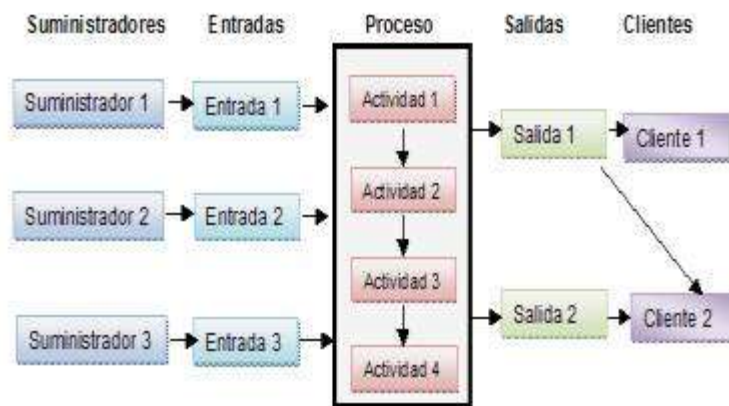 Suministradores Entradas Proceso Salidas Clientes
Suministrador 1 Entrada 1 Actividad 1 Salida 1 Cliente 1
Suministrador 2 Entrada 2 Actividad 2
Suministrador 3 Entrada 3 Actividad 3 Salida 2 Cliente 2
Actividad 4